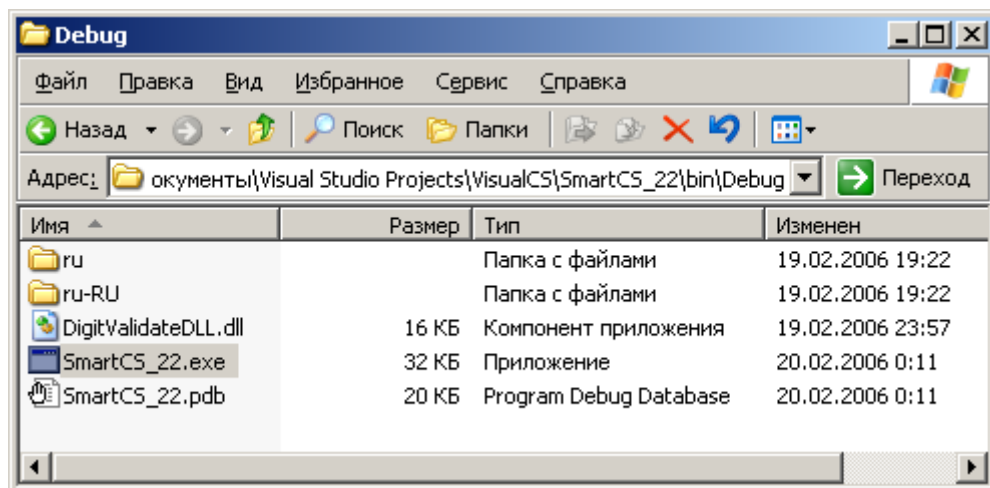 Debug
Файл Правка Вид Избранное Сервис Справка
Назад Поиск Папки
Адрес: окументы\Visual Studio Projects\VisualCS\SmartCS_22\bin\Debug Переход
Имя Размер Тип Изменен
ru Папка с файлами 19.02.2006 19:22
ru-RU Папка с файлами 19.02.2006 19:22
DigitValidateDLL.dll 16 КБ Компонент приложения 19.02.2006 23:57
SmartCS_22.exe 32 КБ Приложение 20.02.2006 0:11
SmartCS_22.pdb 20 КБ Program Debug Database 20.02.2006 0:11